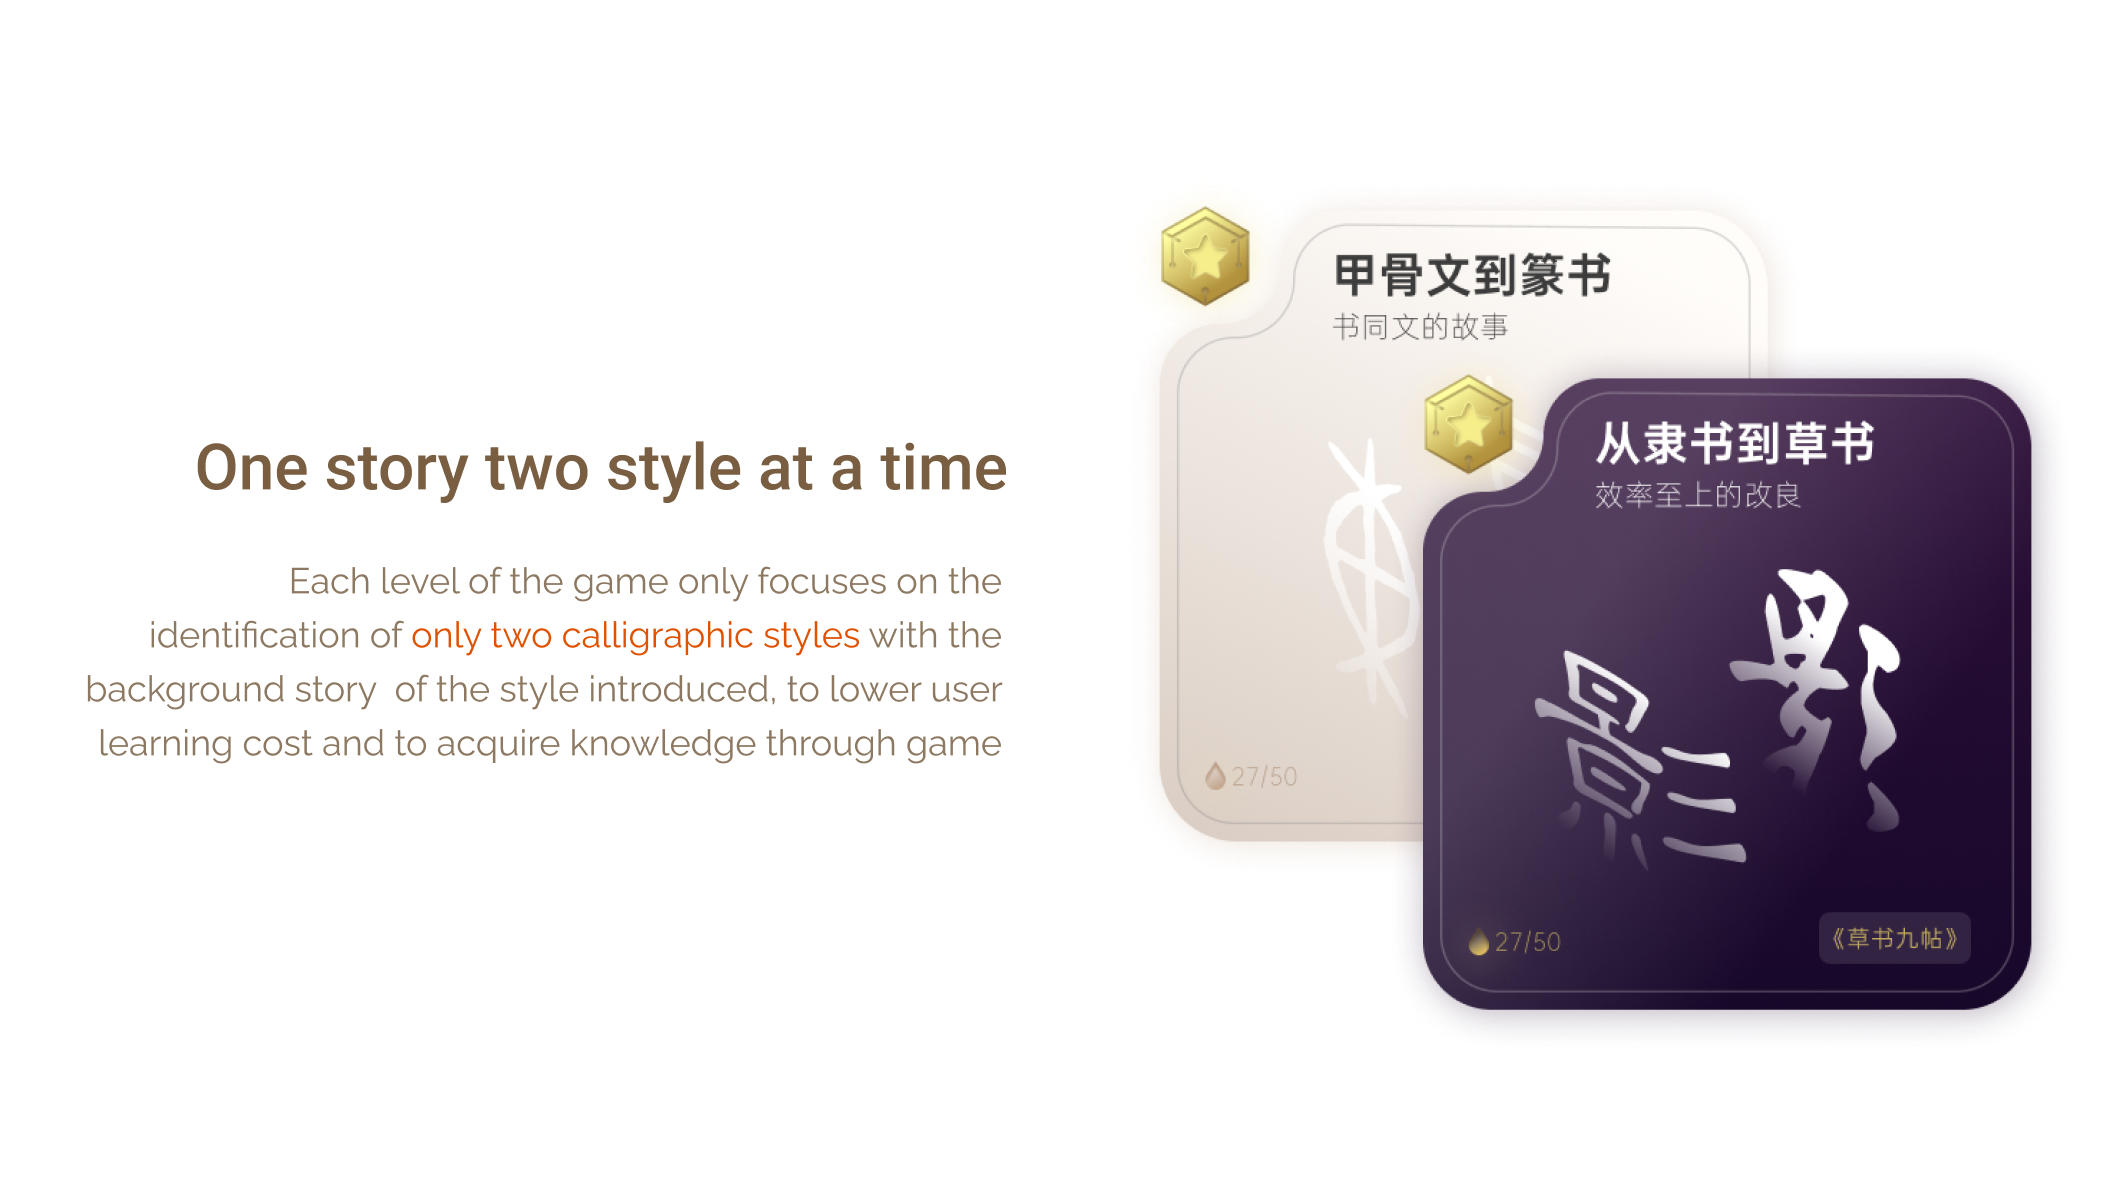 One story two style at a time
Each level of the game only focuses on the
identification of only two calligraphic styles with the
background story  of the style introduced, to lower user
learning cost and to acquire knowledge through game
甲骨文到篆书
书同文的故事
27/50
从隶书到草书
效率至上的改良
影
影
27/50
《草书九帖》